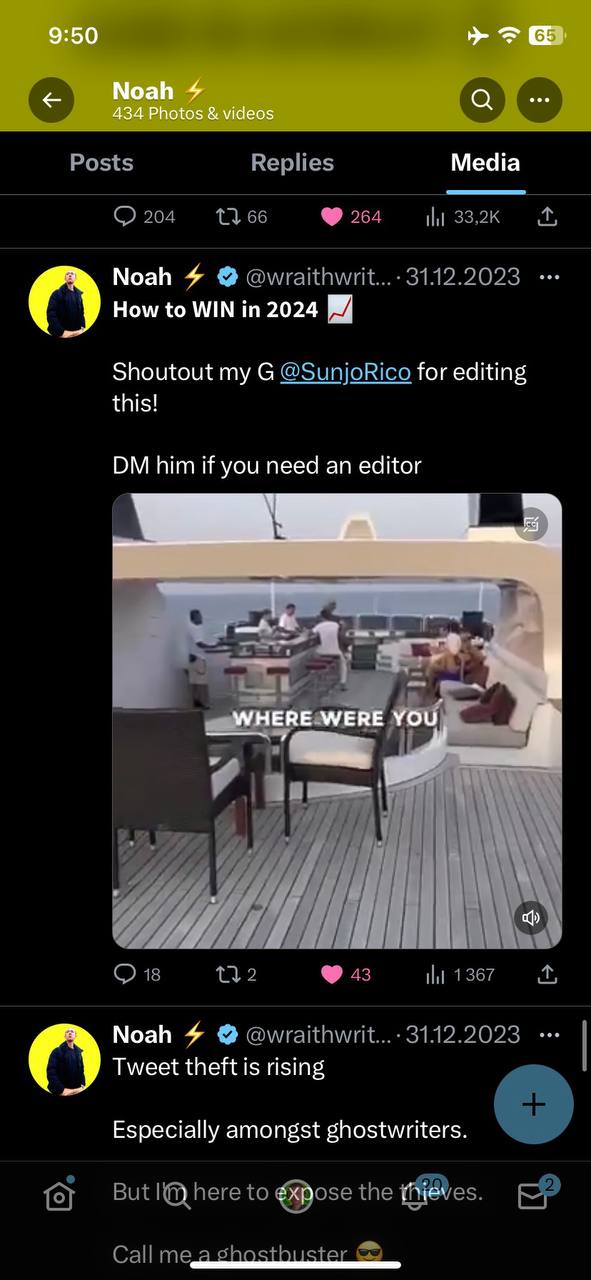 9:50
65
Noah ⚡
434 Photos & videos
Posts Replies Media
204 66 264 33,2K
Noah ⚡ @wraithwrit... · 31.12.2023
How to WIN in 2024 📈
Shoutout my G @SunjoRico for editing
this!
DM him if you need an editor
WHERE WERE YOU
18 2 43 1 367
Noah ⚡ @wraithwrit... · 31.12.2023
Tweet theft is rising
Especially amongst ghostwriters.
But I'm here to expose the thieves.
20
2
Call me a ghostbuster 😎